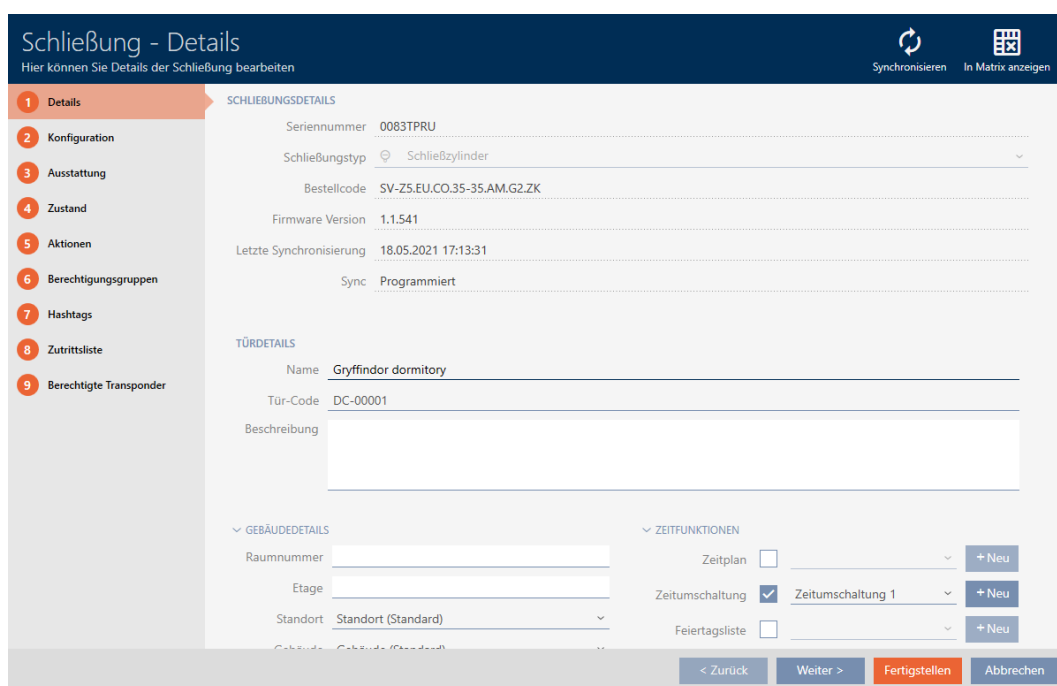 Schließung - Details
Hier können Sie Details der Schließung bearbeiten
Synchronisieren
In Matrix anzeigen
1 Details
2 Konfiguration
3 Ausstattung
4 Zustand
5 Aktionen
6 Berechtigungsgruppen
7 Hashtags
8 Zutrittsliste
9 Berechtigte Transponder
SCHLIEßUNGSDETAILS
Seriennummer 0083TPRU
Schließungstyp Schließzylinder
Bestellcode SV-Z5.EU.CO.35-35.AM.G2.ZK
Firmware Version 1.1.541
Letzte Synchronisierung 18.05.2021 17:13:31
Sync Programmiert
TÜRDETAILS
Name Gryffindor dormitory
Tür-Code DC-00001
Beschreibung
GEBÄUDEDETAILS
Raumnummer
Etage
Standort Standort (Standard)
Gebäude Gebäude (Standard)
ZEITFUNKTIONEN
Zeitplan + Neu
Zeitumschaltung Zeitumschaltung 1 + Neu
Feiertagsliste + Neu
< Zurück
Weiter >
Fertigstellen
Abbrechen